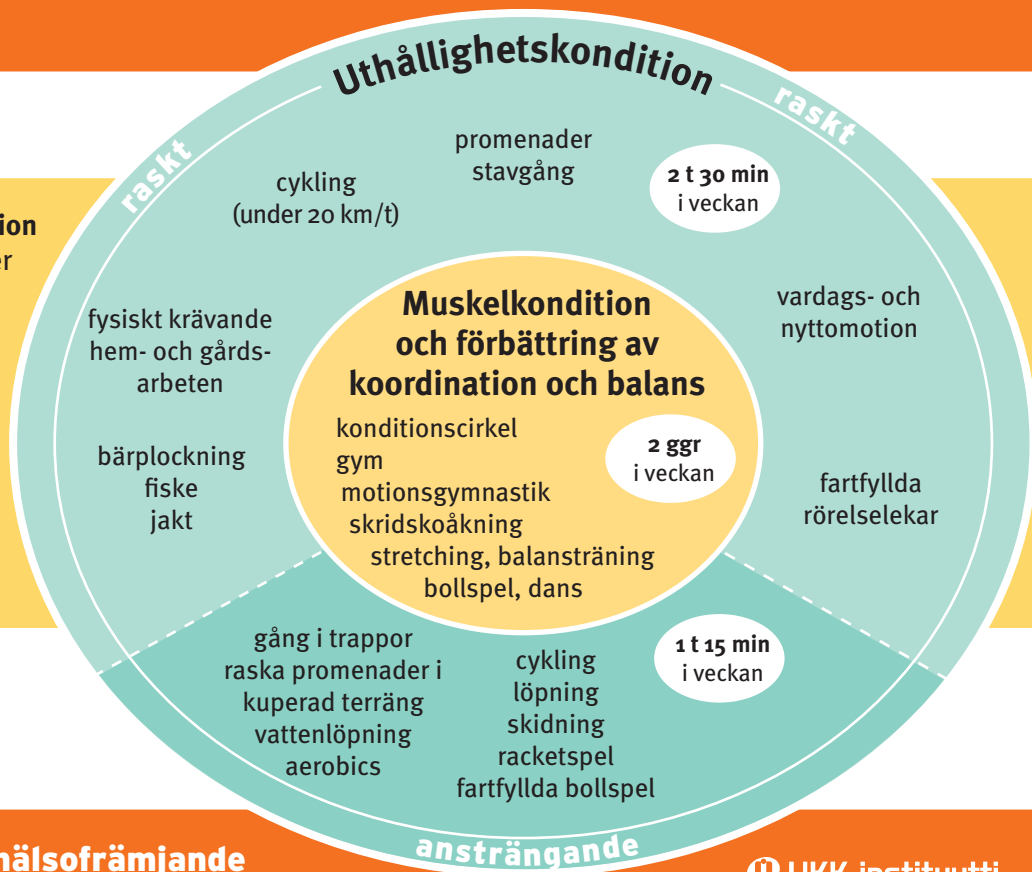 Uthållighetskondition
raskt
raskt
promenader
stavgång
cykling
(under 20 km/t)
2 t 30 min
i veckan
fysiskt krävande
hem- och gårds-
arbeten
bärplockning
fiske
jakt
vardags- och
nyttomotion
fartfyllda
rörelselekar
Muskelkondition
och förbättring av
koordination och balans
konditionscirkel
gym
motionsgymnastik
skridskoåkning
stretching, balansträning
bollspel, dans
2 ggr
i veckan
gång i trappor
raska promenader i
kuperad terräng
vattenlöpning
aerobics
cykling
löpning
skidning
racketspel
fartfyllda bollspel
1 t 15 min
i veckan
ansträngande
hälsofrämjande
UKK-instituutti